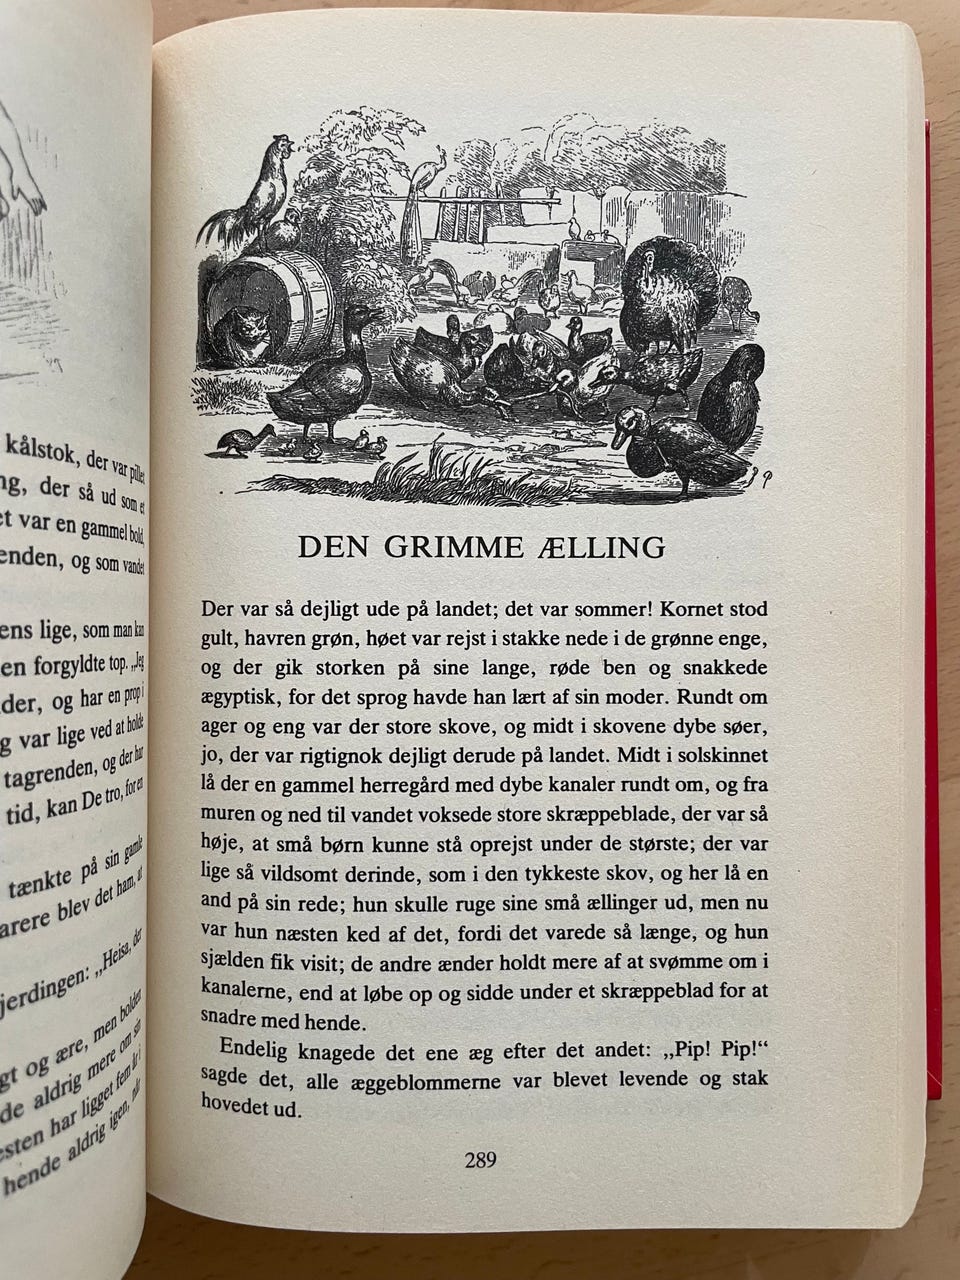 kålstok, der var pillet
ng, der så ud som et
et var en gammel bold,
enden, og som vandet
ens lige, som man kan
en forgyldte top. „Jeg
der, og har en prop i
g var lige ved at holde
tagrenden, og der har
tid, kan De tro, for en
tænkte på sin gamle
arere blev det ham, at
jerdingen: „Heisa, der
gt og ære, men bolden
de aldrig mere om sin
esten har ligget fem år i
hende aldrig igen, når
P
DEN GRIMME ÆLLING
Der var så dejligt ude på landet; det var sommer! Kornet stod
gult, havren grøn, høet var rejst i stakke nede i de grønne enge,
og der gik storken på sine lange, røde ben og snakkede
ægyptisk, for det sprog havde han lært af sin moder. Rundt om
ager og eng var der store skove, og midt i skovene dybe søer,
jo, der var rigtignok dejligt derude på landet. Midt i solskinnet
lå der en gammel herregård med dybe kanaler rundt om, og fra
muren og ned til vandet voksede store skræppeblade, der var så
høje, at små børn kunne stå oprejst under de største; der var
lige så vildsomt derinde, som i den tykkeste skov, og her lå en
and på sin rede; hun skulle ruge sine små ællinger ud, men nu
var hun næsten ked af det, fordi det varede så længe, og hun
sjælden fik visit; de andre ænder holdt mere af at svømme om i
kanalerne, end at løbe op og sidde under et skræppeblad for at
snadre med hende.
Endelig knagede det ene æg efter det andet: „Pip! Pip!“
sagde det, alle æggeblommerne var blevet levende og stak
hovedet ud.
289